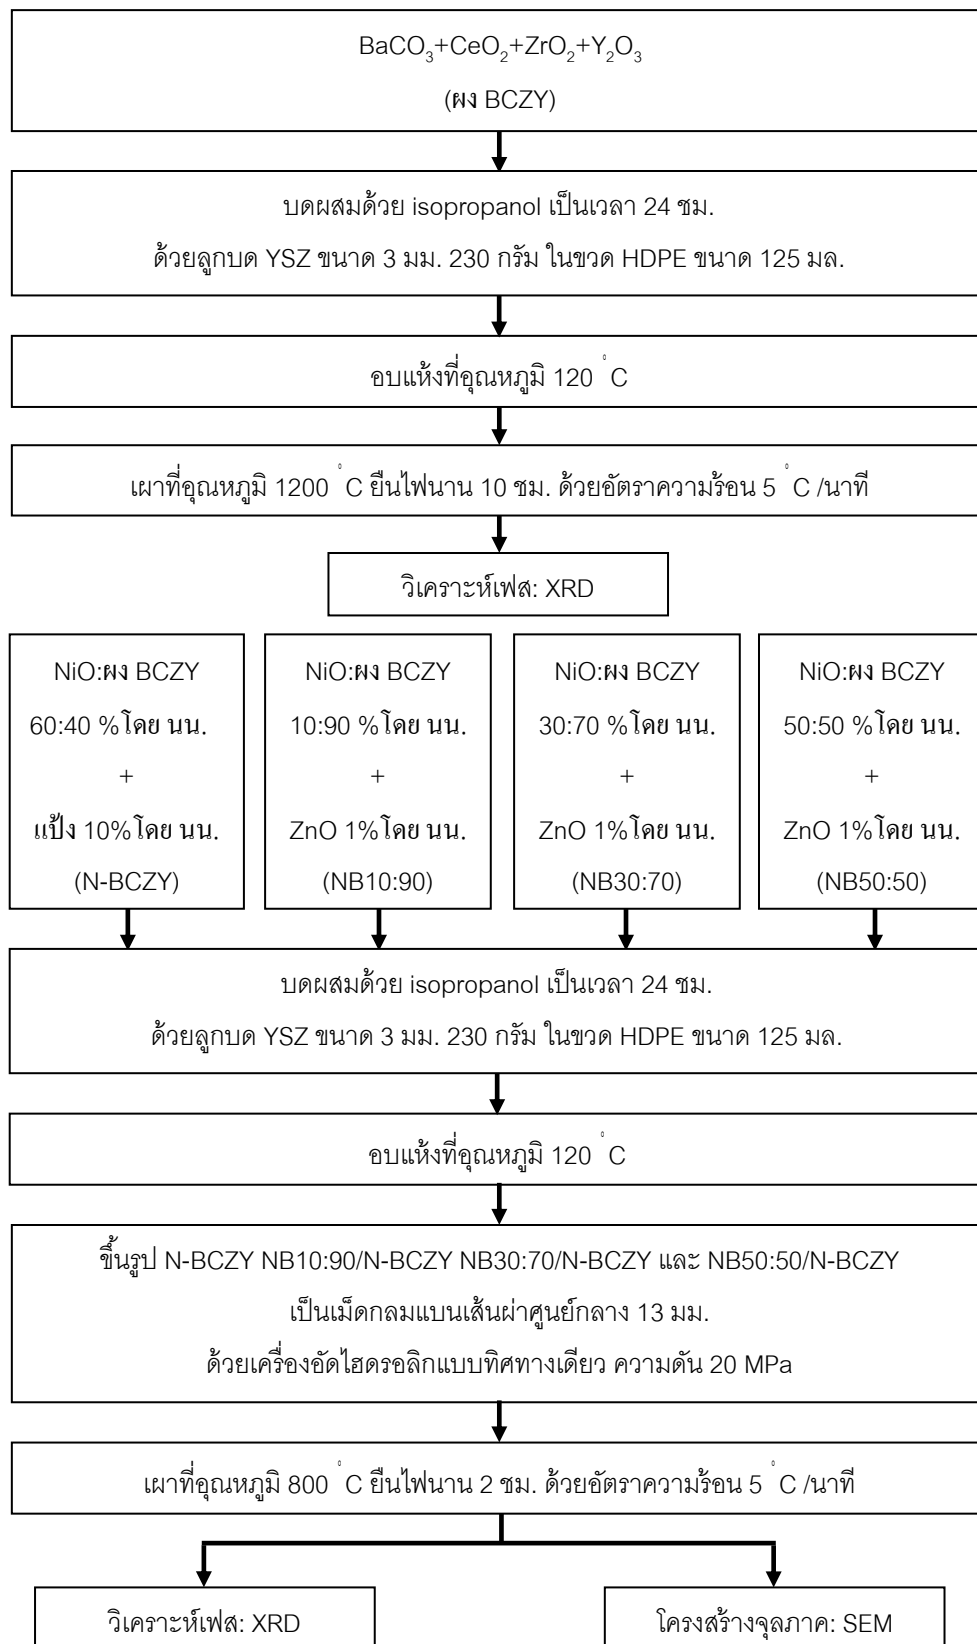 BaCO₃+CeO₂+ZrO₂+Y₂O₃
(ผง BCZY)
บดผสมด้วย isopropanol เป็นเวลา 24 ชม.
ด้วยลูกบด YSZ ขนาด 3 มม. 230 กรัม ในขวด HDPE ขนาด 125 มล.
อบแห้งที่อุณหภูมิ 120 °C
เผาที่อุณหภูมิ 1200 °C ยืนไฟนาน 10 ชม. ด้วยอัตราความร้อน 5 °C /นาที
วิเคราะห์เฟส: XRD
NiO:ผง BCZY
60:40 %โดย นน.
+
แป้ง 10%โดย นน.
(N-BCZY)
NiO:ผง BCZY
10:90 %โดย นน.
+
ZnO 1%โดย นน.
(NB10:90)
NiO:ผง BCZY
30:70 %โดย นน.
+
ZnO 1%โดย นน.
(NB30:70)
NiO:ผง BCZY
50:50 %โดย นน.
+
ZnO 1%โดย นน.
(NB50:50)
บดผสมด้วย isopropanol เป็นเวลา 24 ชม.
ด้วยลูกบด YSZ ขนาด 3 มม. 230 กรัม ในขวด HDPE ขนาด 125 มล.
อบแห้งที่อุณหภูมิ 120 °C
ขึ้นรูป N-BCZY NB10:90/N-BCZY NB30:70/N-BCZY และ NB50:50/N-BCZY
เป็นเม็ดกลมแบนเส้นผ่าศูนย์กลาง 13 มม.
ด้วยเครื่องอัดไฮดรอลิกแบบทิศทางเดียว ความดัน 20 MPa
เผาที่อุณหภูมิ 800 °C ยืนไฟนาน 2 ชม. ด้วยอัตราความร้อน 5 °C /นาที
วิเคราะห์เฟส: XRD
โครงสร้างจุลภาค: SEM